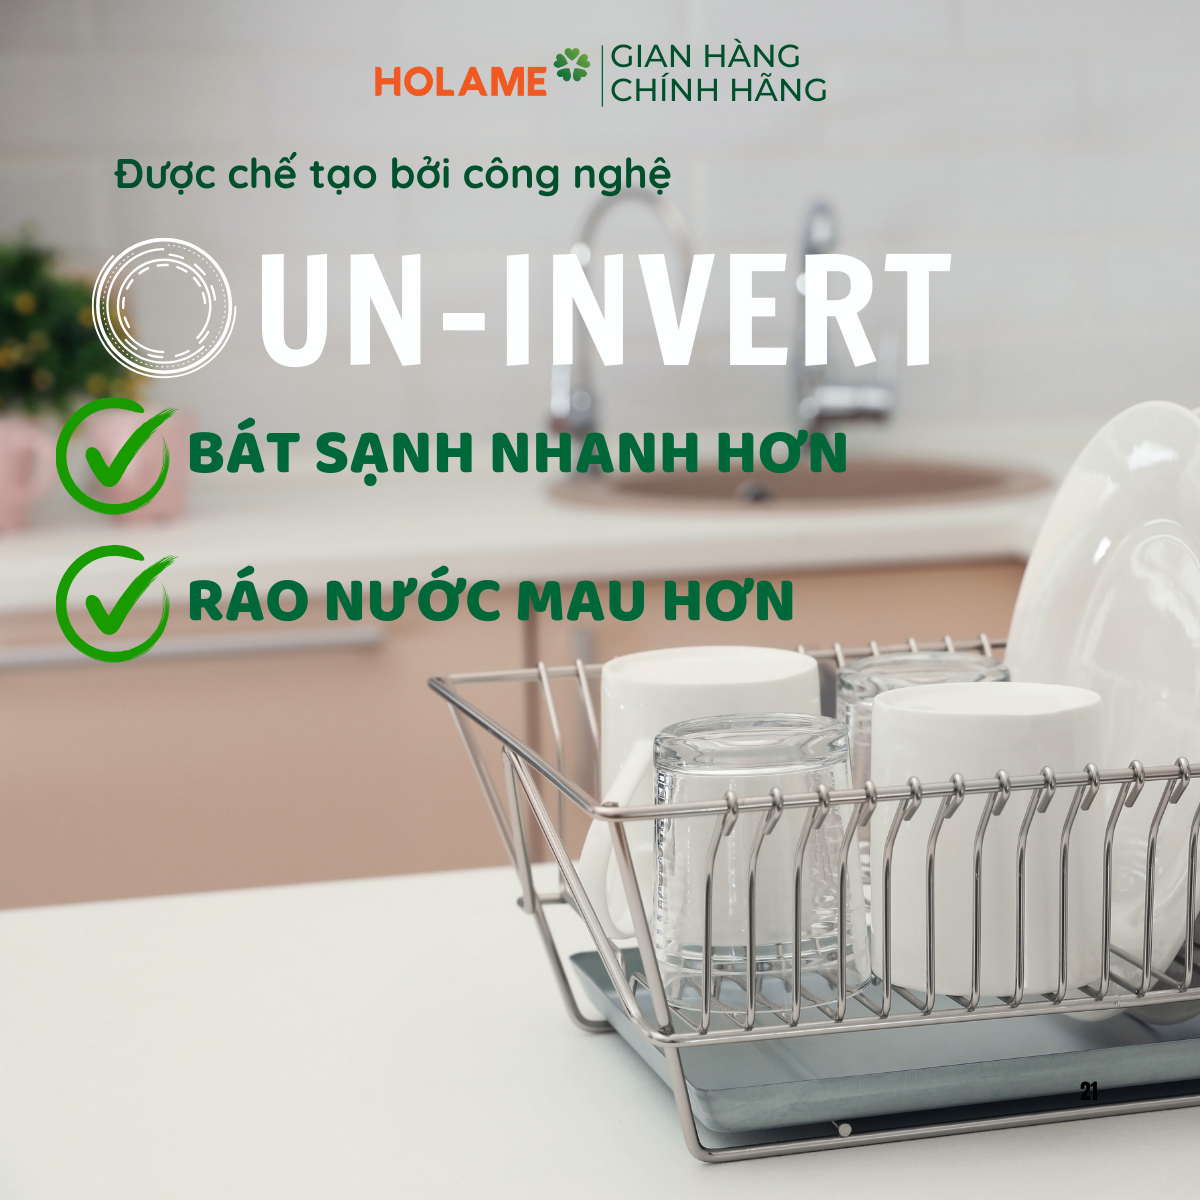 HOLAME
GIAN HÀNG
CHÍNH HÃNG
Được chế tạo bởi công nghệ
UN-INVERT
BÁT SẠNH NHANH HƠN
RÁO NƯỚC MAU HƠN
21